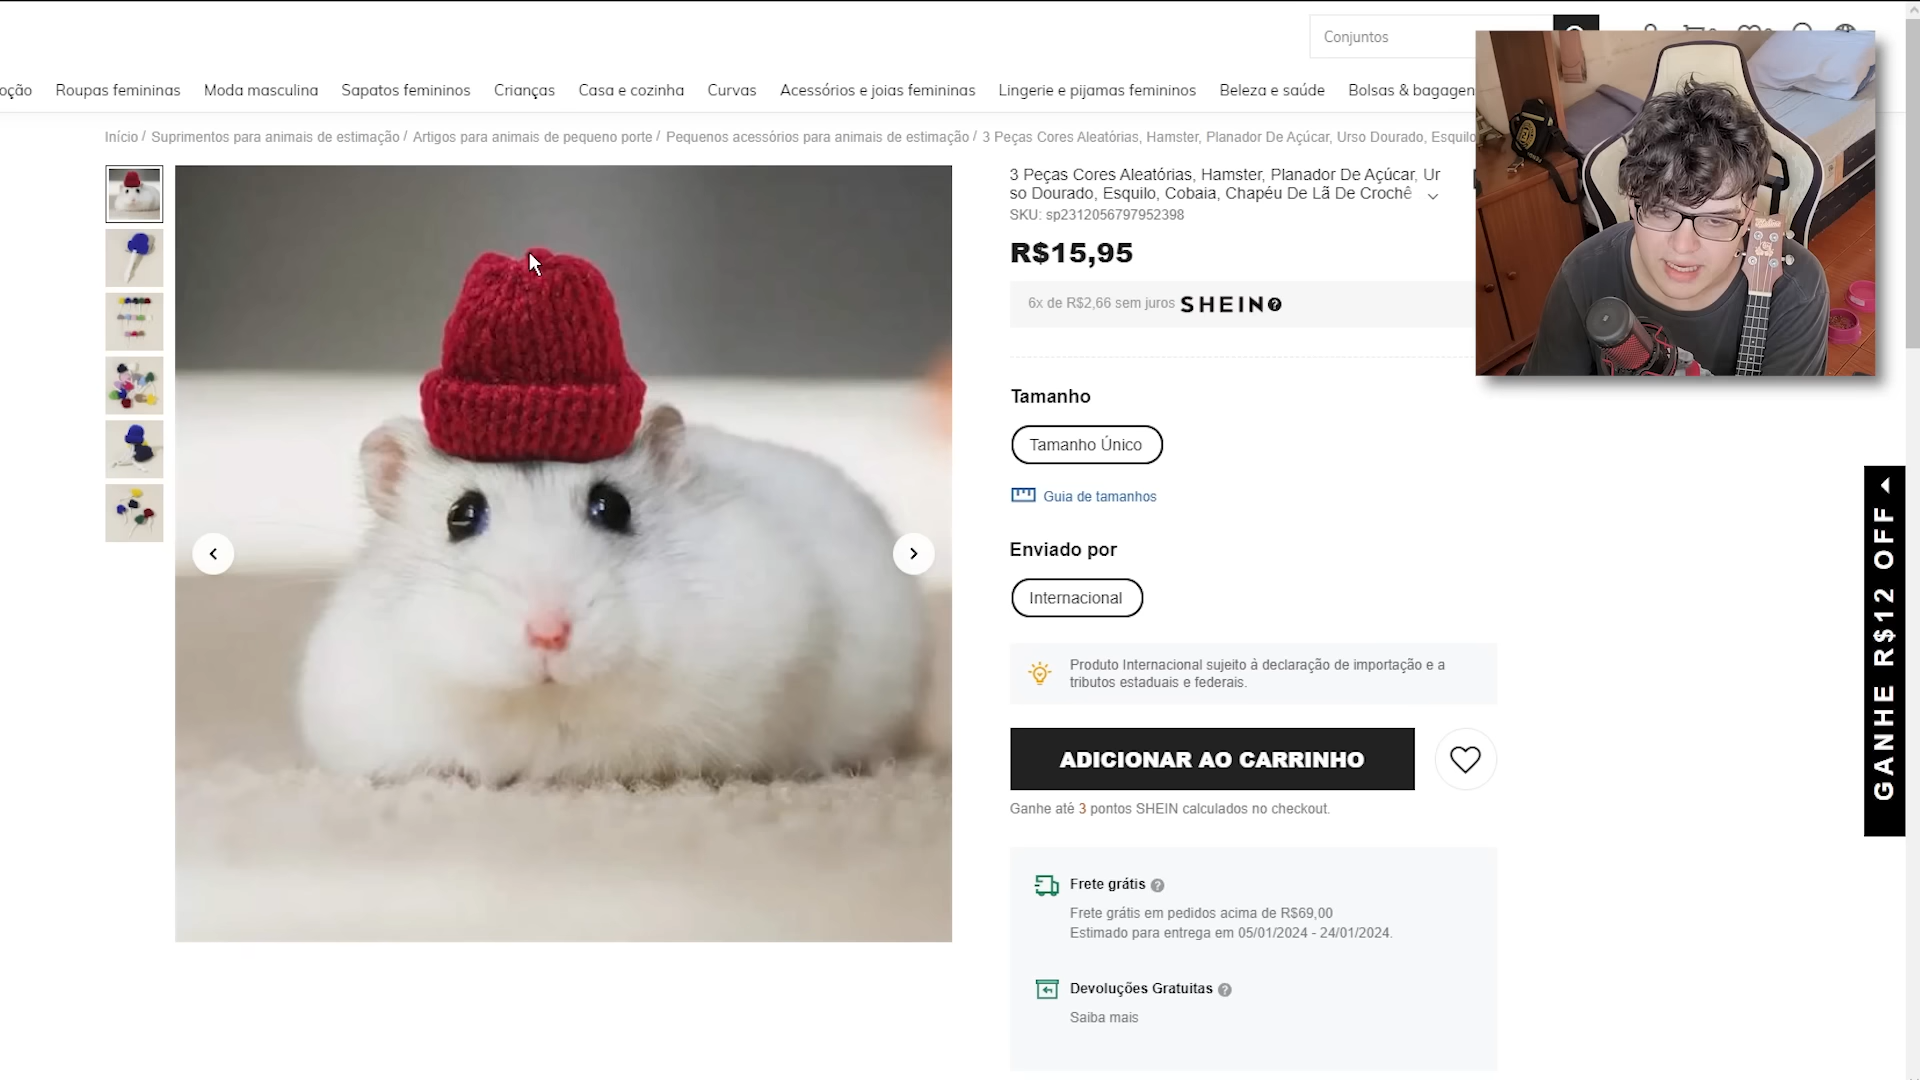 Conjuntos
oção Roupas femininas Moda masculina Sapatos femininos Crianças Casa e cozinha Curvas Acessórios e joias femininas Lingerie e pijamas femininos Beleza e saúde Bolsas & bagagen
Início / Suprimentos para animais de estimação / Artigos para animais de pequeno porte / Pequenos acessórios para animais de estimação / 3 Peças Cores Aleatórias, Hamster, Planador De Açúcar, Urso Dourado, Esquilo
3 Peças Cores Aleatórias, Hamster, Planador De Açúcar, Ur
so Dourado, Esquilo, Cobaia, Chapéu De Lã De Crochê
SKU: sp2312056797952398
R$15,95
6x de R$2,66 sem juros SHEIN
Tamanho
Tamanho Único
Guia de tamanhos
Enviado por
Internacional
Produto Internacional sujeito à declaração de importação e a
tributos estaduais e federais.
ADICIONAR AO CARRINHO
Ganhe até 3 pontos SHEIN calculados no checkout.
Frete grátis
Frete grátis em pedidos acima de R$69,00
Estimado para entrega em 05/01/2024 - 24/01/2024.
Devoluções Gratuitas
Saiba mais
GANHE R$12 OFF